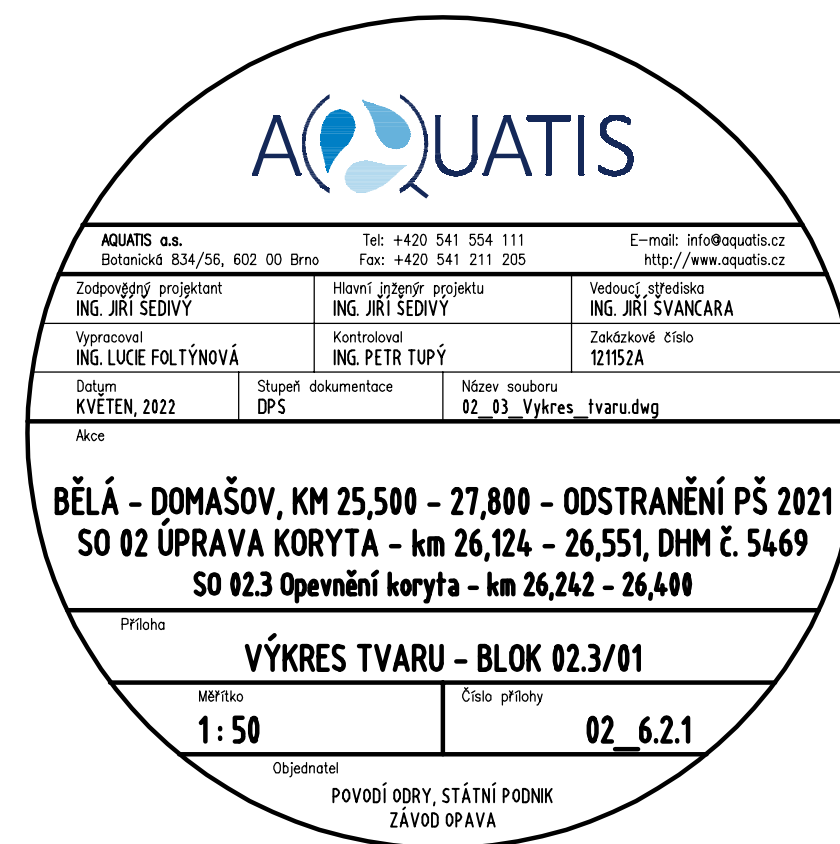 AQUATIS
AQUATIS a.s. Tel: +420 541 554 111 E-mail: info@aquatis.cz
Botanická 834/56, 602 00 Brno Fax: +420 541 211 205 http://www.aquatis.cz
Zodpovědný projektant Hlavní inženýr projektu Vedoucí střediska
ING. JIŘÍ ŠEDIVÝ ING. JIŘÍ ŠEDIVÝ ING. JIŘÍ ŠVANCARA
Vypracoval Kontroloval Zakázkové číslo
ING. LUCIE FOLTÝNOVÁ ING. PETR TUPÝ 121152A
Datum Stupeň dokumentace Název souboru
KVĚTEN, 2022 DPS 02_03_Vykres_tvaru.dwg
Akce
BĚLÁ - DOMAŠOV, KM 25,500 - 27,800 - ODSTRANĚNÍ PŠ 2021
SO 02 ÚPRAVA KORYTA - km 26,124 - 26,551, DHM č. 5469
SO 02.3 Opevnění koryta - km 26,242 - 26,400
Příloha
VÝKRES TVARU - BLOK 02.3/01
Měřítko Číslo přílohy
1 : 50 02_6.2.1
Objednatel
POVODÍ ODRY, STÁTNÍ PODNIK
ZÁVOD OPAVA